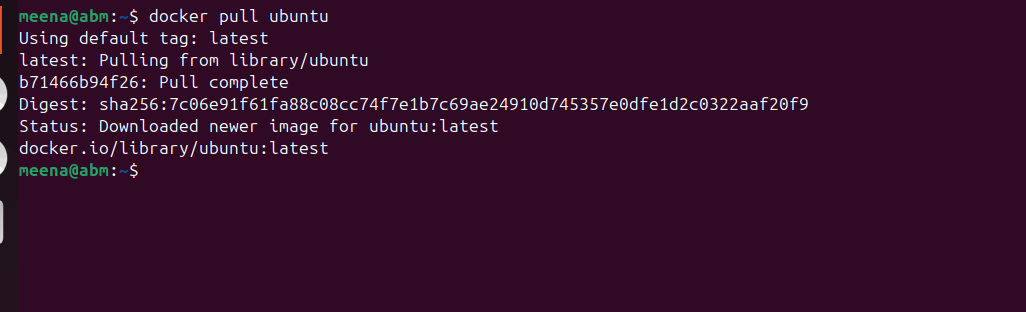 meena@abm:~$ docker pull ubuntu
Using default tag: latest
latest: Pulling from library/ubuntu
b71466b94f26: Pull complete
Digest: sha256:7c06e91f61fa88c08cc74f7e1b7c69ae24910d745357e0dfe1d2c0322aaf20f9
Status: Downloaded newer image for ubuntu:latest
docker.io/library/ubuntu:latest
meena@abm:~$